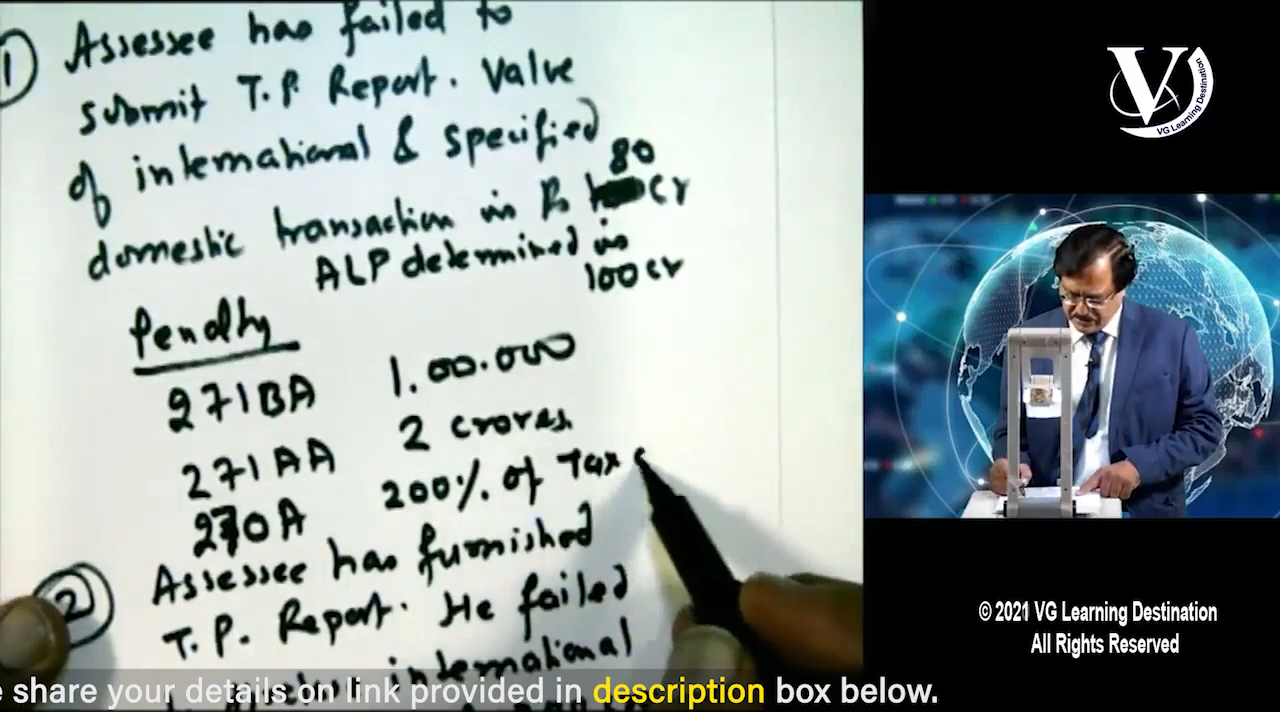 1 Assessee has failed to
submit T.P. Report. Value
of international & specified
domestic transaction is Rs 80 cr
ALP determined is
100 cr
Penalty
271BA 1.00.000
271AA 2 crores.
270A 200% of Tax
2 Assessee has furnished
T.P. Report. He failed
international
V
VG Learning Destination
© 2021 VG Learning Destination
All Rights Reserved
share your details on link provided in description box below.